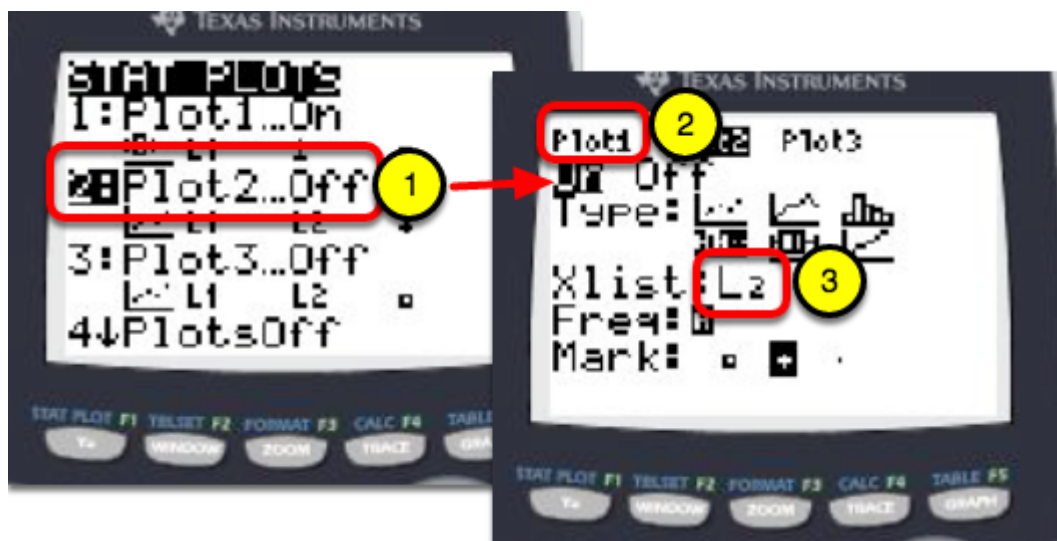 TEXAS INSTRUMENTS
STAT PLOTS
1:Plot1...On
L1 1
2:Plot2...Off
L1 L2
3:Plot3...Off
L1 L2
4↓PlotsOff
STAT PLOT F1 TBLSET F2 FORMAT F3 CALC F4 TABLE
Y= WINDOW ZOOM TRACE
1
TEXAS INSTRUMENTS
Plot1 Plot3
2
On Off
Type:
Xlist:L2
3
Freq:
Mark:
STAT PLOT F1 TBLSET F2 FORMAT F3 CALC F4 TABLE F5
Y= WINDOW ZOOM TRACE GRAPH